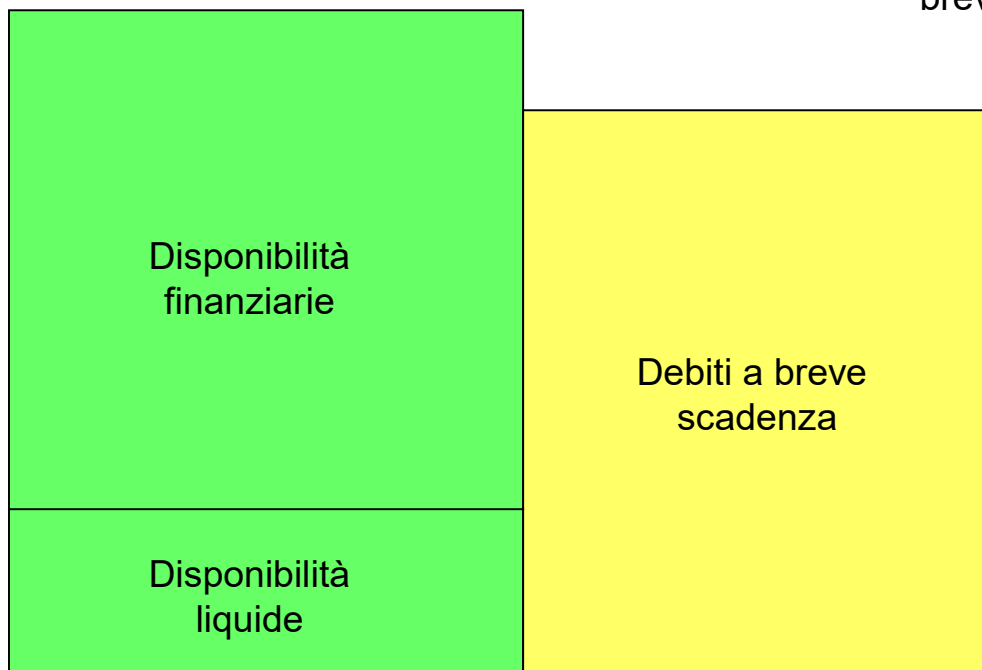 Disponibilità
finanziarie
Debiti a breve
scadenza
Disponibilità
liquide